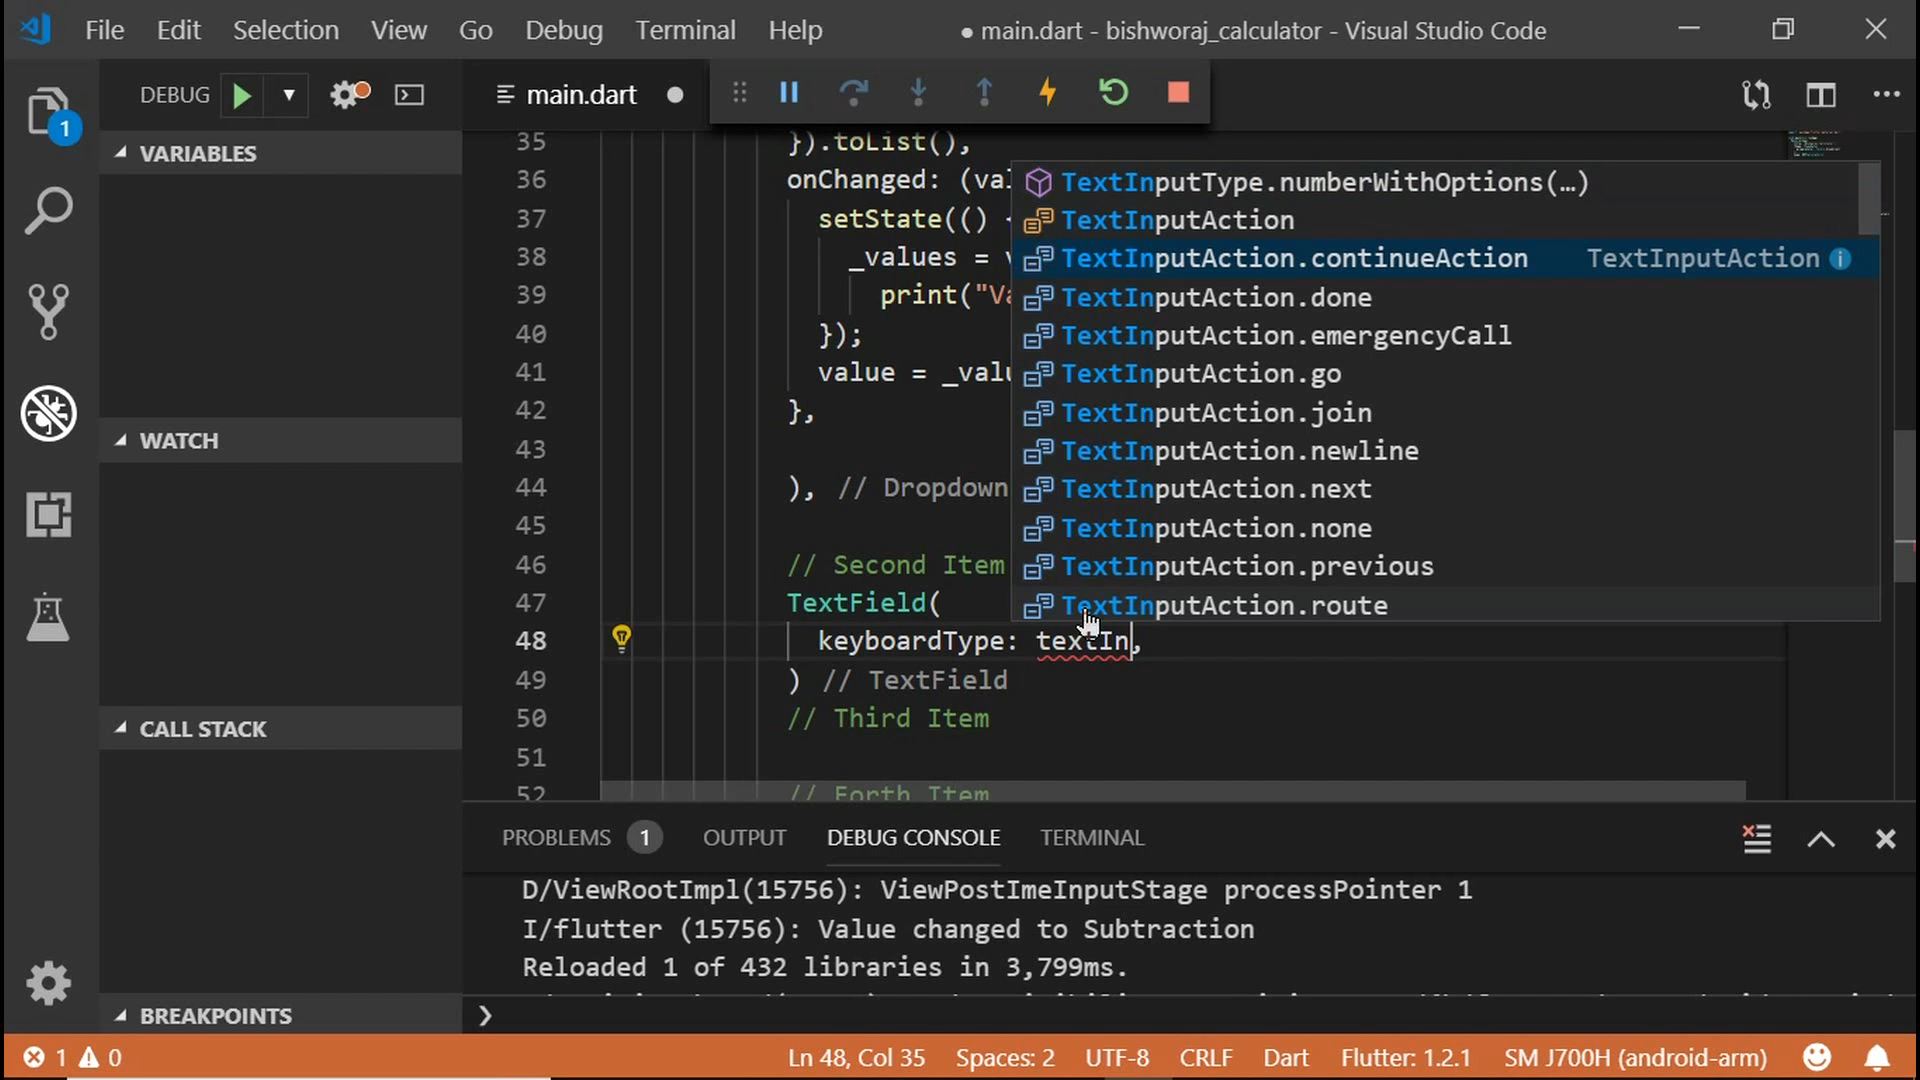 File Edit Selection View Go Debug Terminal Help ● main.dart - bishworaj_calculator - Visual Studio Code
1
DEBUG
main.dart
VARIABLES
WATCH
CALL STACK
BREAKPOINTS
35 }).toList(),
36 onChanged: (val
37 setState(()
38 _values =
39 print("Va
40 });
41 value = _valu
42 },
43
44 ), // Dropdown
45
46 // Second Item
47 TextField(
48 keyboardType: textIn,
49 ) // TextField
50 // Third Item
51
52 // Forth Item
TextInputType.numberWithOptions(…)
TextInputAction
TextInputAction.continueAction TextInputAction
TextInputAction.done
TextInputAction.emergencyCall
TextInputAction.go
TextInputAction.join
TextInputAction.newline
TextInputAction.next
TextInputAction.none
TextInputAction.previous
TextInputAction.route
PROBLEMS 1 OUTPUT DEBUG CONSOLE TERMINAL
D/ViewRootImpl(15756): ViewPostImeInputStage processPointer 1
I/flutter (15756): Value changed to Subtraction
Reloaded 1 of 432 libraries in 3,799ms.
1 0 Ln 48, Col 35 Spaces: 2 UTF-8 CRLF Dart Flutter: 1.2.1 SM J700H (android-arm)